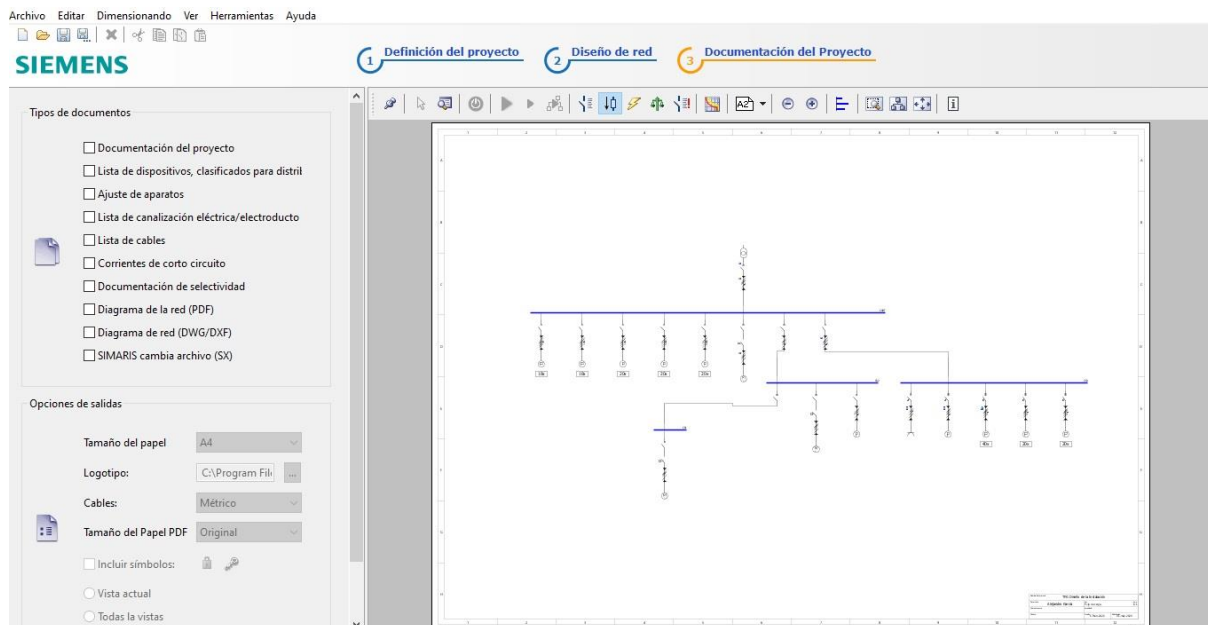 Archivo Editar Dimensionando Ver Herramientas Ayuda
SIEMENS
1 Definición del proyecto 2 Diseño de red 3 Documentación del Proyecto
Tipos de documentos
Documentación del proyecto
Lista de dispositivos, clasificados para distril
Ajuste de aparatos
Lista de canalización eléctrica/electroducto
Lista de cables
Corrientes de corto circuito
Documentación de selectividad
Diagrama de la red (PDF)
Diagrama de red (DWG/DXF)
SIMARIS cambia archivo (SX)
Opciones de salidas
Tamaño del papel A4
Logotipo: C:\Program Fil ...
Cables: Métrico
Tamaño del Papel PDF Original
Incluir símbolos:
Vista actual
Todas la vistas
A2